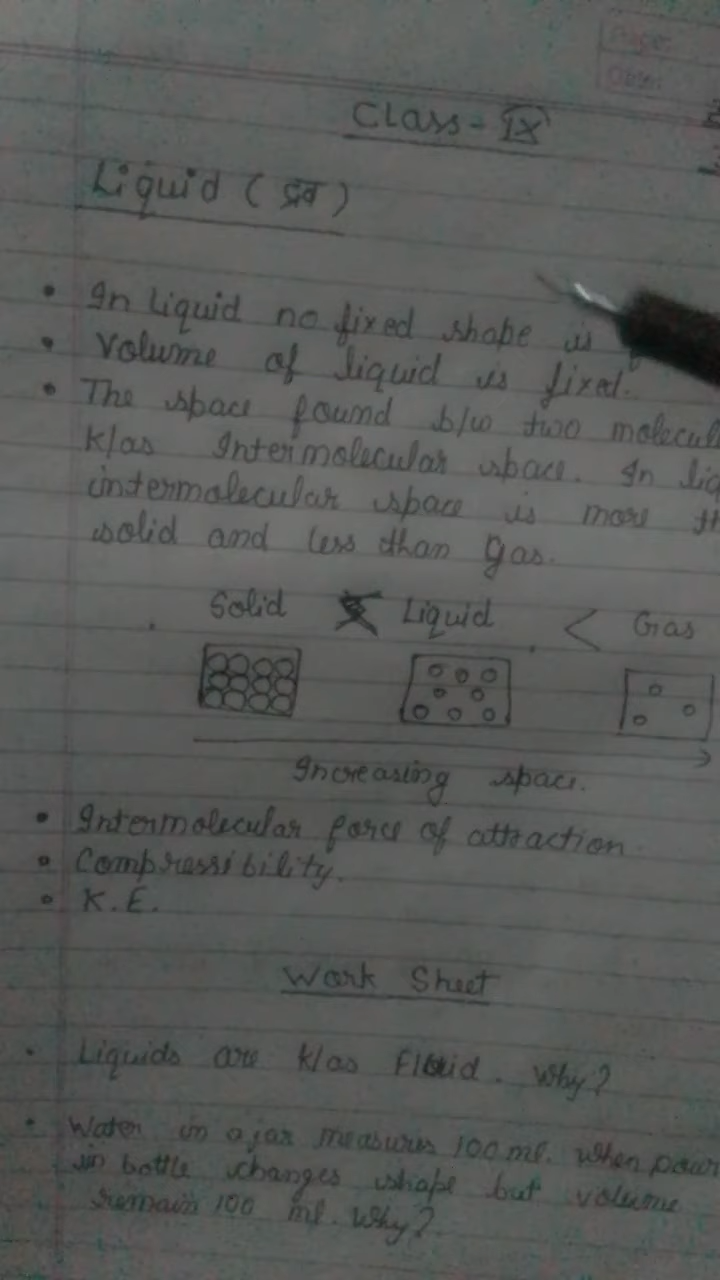 Class - IX
Liquid (द्रव)
• In Liquid no fixed shape is
• Volume of liquid is fixed.
• The space found b/w two molecul
k/as Intermolecular space. In liq
intermolecular space is more th
solid and less than gas.
Solid < Liquid < Gas
Increasing space.
• Intermolecular force of attraction
• Compressibility.
• K.E.
Work Sheet
• Liquids are k/as Fluid. Why?
• Water in a jar measures 100 ml. When pour
in bottle changes shape but volume
remain 100 ml. Why?